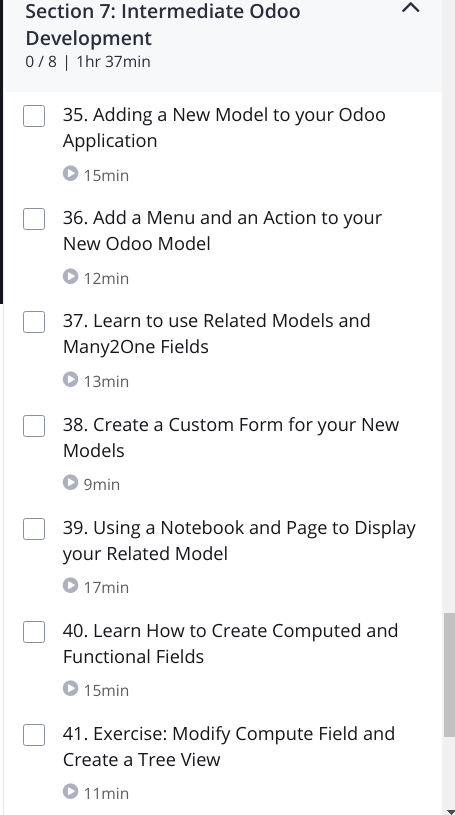 Section 7: Intermediate Odoo
Development
0 / 8 | 1hr 37min
35. Adding a New Model to your Odoo
Application
15min
36. Add a Menu and an Action to your
New Odoo Model
12min
37. Learn to use Related Models and
Many2One Fields
13min
38. Create a Custom Form for your New
Models
9min
39. Using a Notebook and Page to Display
your Related Model
17min
40. Learn How to Create Computed and
Functional Fields
15min
41. Exercise: Modify Compute Field and
Create a Tree View
11min